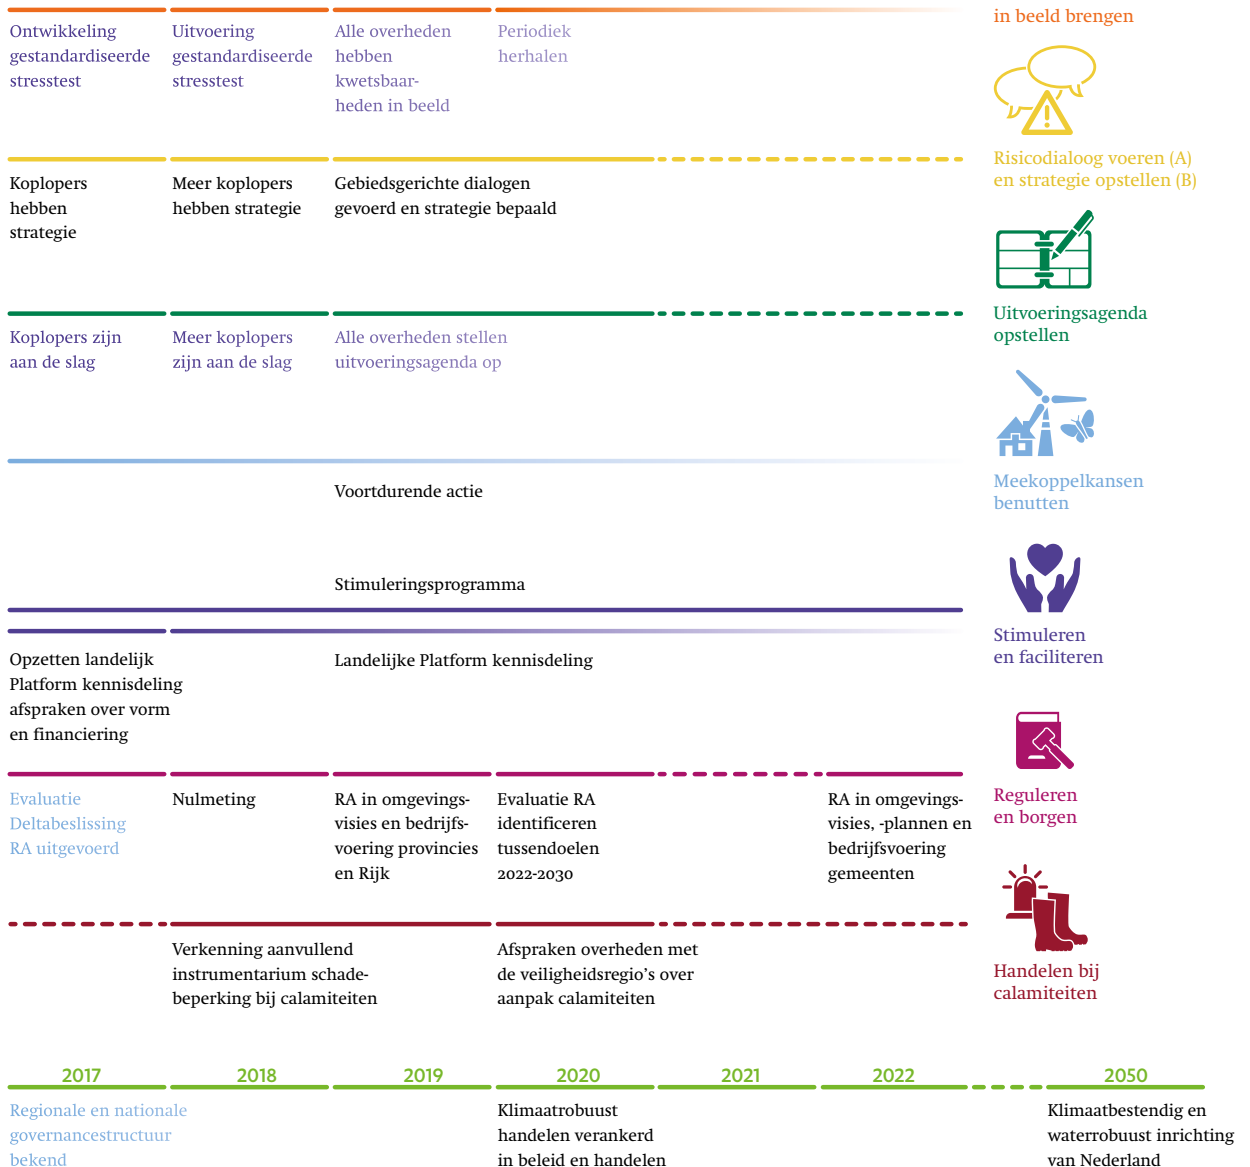 in beeld brengen
Ontwikkeling
gestandardiseerde
stresstest
Uitvoering
gestandardiseerde
stresstest
Alle overheden
hebben
kwetsbaar-
heden in beeld
Periodiek
herhalen
Risicodialoog voeren (A)
en strategie opstellen (B)
Koplopers
hebben
strategie
Meer koplopers
hebben strategie
Gebiedsgerichte dialogen
gevoerd en strategie bepaald
Uitvoeringsagenda
opstellen
Koplopers zijn
aan de slag
Meer koplopers
zijn aan de slag
Alle overheden stellen
uitvoeringsagenda op
Meekoppelkansen
benutten
Voortdurende actie
Stimuleringsprogramma
Stimuleren
en faciliteren
Opzetten landelijk
Platform kennisdeling
afspraken over vorm
en financiering
Landelijke Platform kennisdeling
Reguleren
en borgen
Evaluatie
Deltabeslissing
RA uitgevoerd
Nulmeting
RA in omgevings-
visies en bedrijfs-
voering provincies
en Rijk
Evaluatie RA
identificeren
tussendoelen
2022-2030
RA in omgevings-
visies, -plannen en
bedrijfsvoering
gemeenten
Handelen bij
calamiteiten
Verkenning aanvullend
instrumentarium schade-
beperking bij calamiteiten
Afspraken overheden met
de veiligheidsregio's over
aanpak calamiteiten
2017
2018
2019
2020
2021
2022
2050
Regionale en nationale
governancestructuur
bekend
Klimaatrobuust
handelen verankerd
in beleid en handelen
Klimaatbestendig en
waterrobuust inrichting
van Nederland